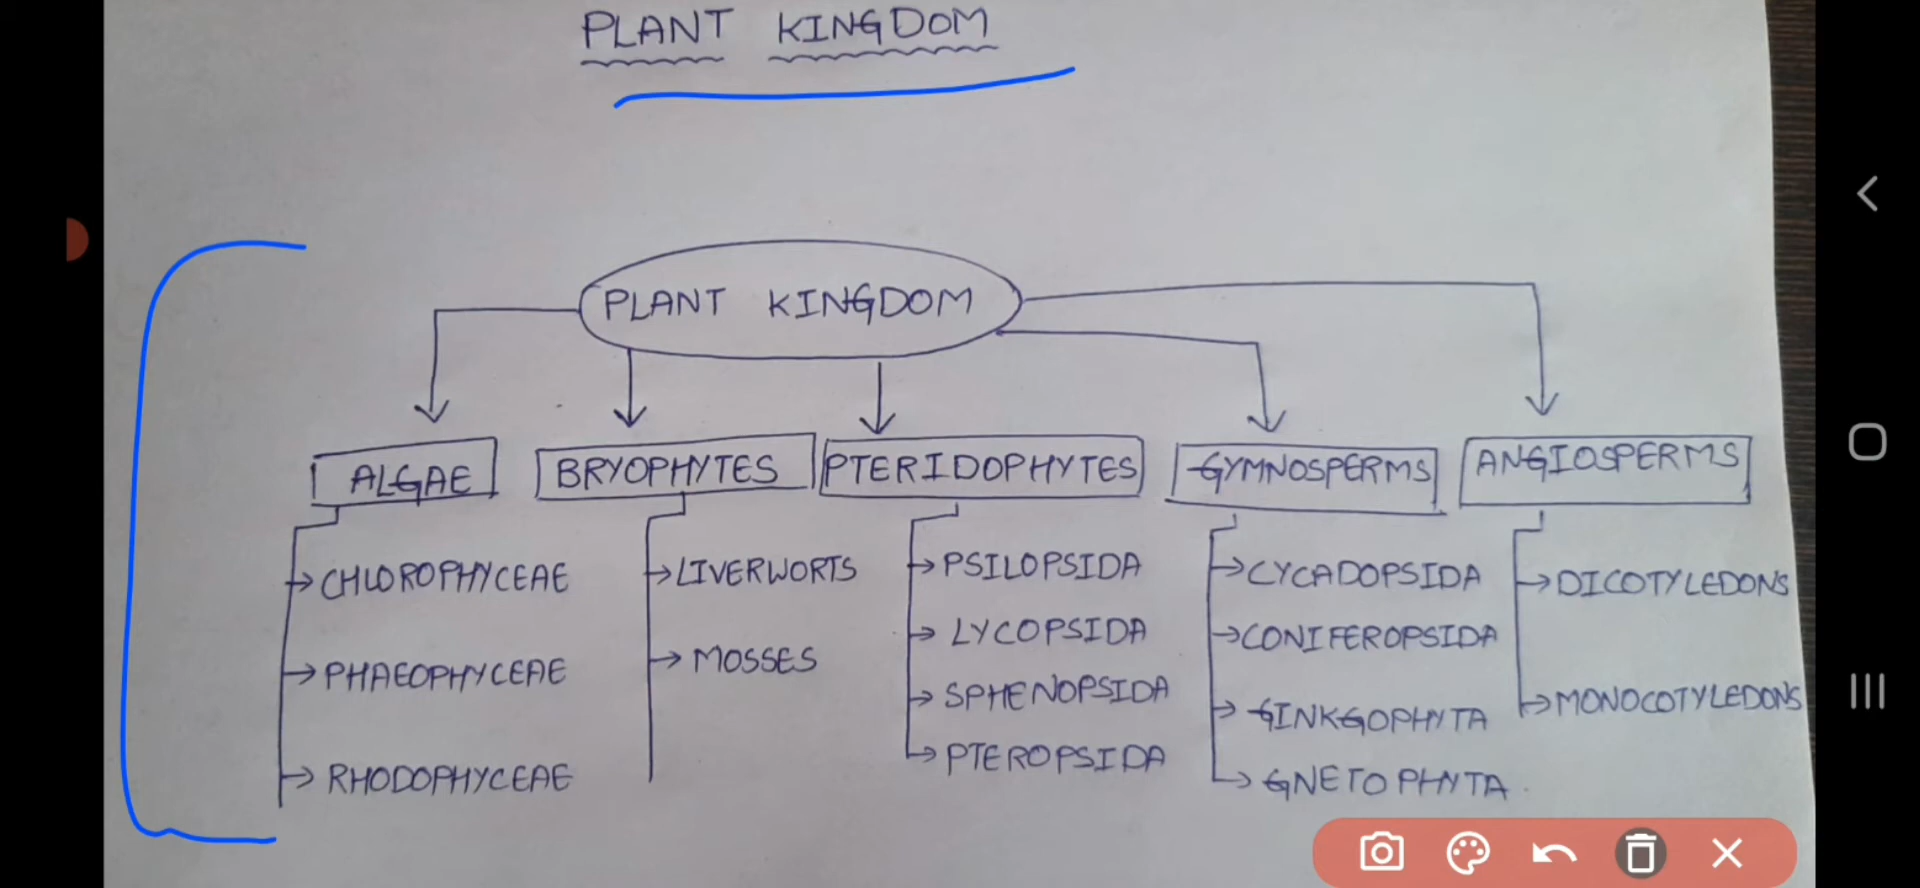 PLANT KINGDOM
PLANT KINGDOM
ALGAE
CHLOROPHYCEAE
PHAEOPHYCEAE
RHODOPHYCEAE
BRYOPHYTES
LIVERWORTS
MOSSES
PTERIDOPHYTES
PSILOPSIDA
LYCOPSIDA
SPHENOPSIDA
PTEROPSIDA
GYMNOSPERMS
CYCADOPSIDA
CONIFEROPSIDA
GINKGOPHYTA
GNETOPHYTA
ANGIOSPERMS
DICOTYLEDONS
MONOCOTYLEDONS